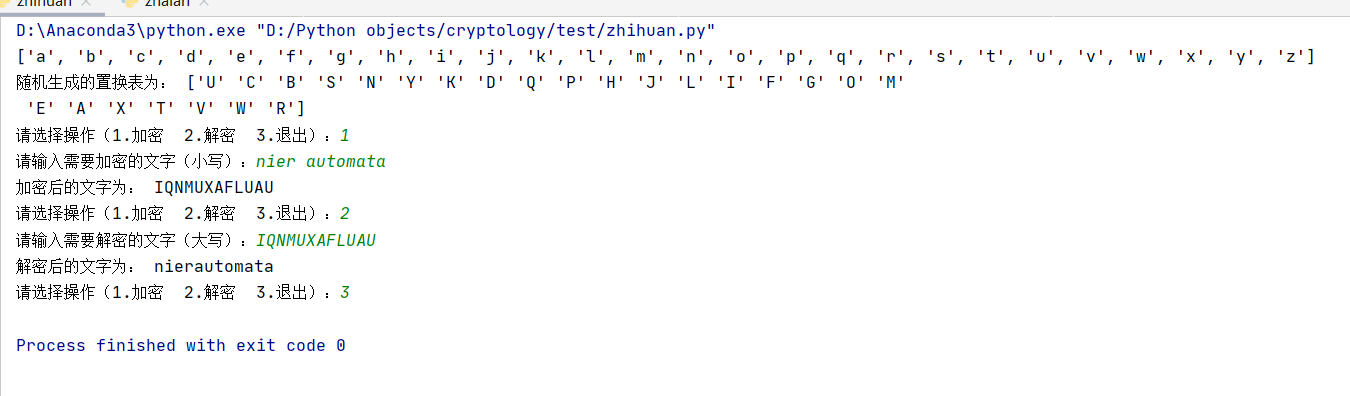 zhihuan × zhaian ×
D:\Anaconda3\python.exe "D:/Python objects/cryptology/test/zhihuan.py"
['a', 'b', 'c', 'd', 'e', 'f', 'g', 'h', 'i', 'j', 'k', 'l', 'm', 'n', 'o', 'p', 'q', 'r', 's', 't', 'u', 'v', 'w', 'x', 'y', 'z']
随机生成的置换表为： ['U' 'C' 'B' 'S' 'N' 'Y' 'K' 'D' 'Q' 'P' 'H' 'J' 'L' 'I' 'F' 'G' 'O' 'M'
'E' 'A' 'X' 'T' 'V' 'W' 'R']
请选择操作（1.加密  2.解密  3.退出）：1
请输入需要加密的文字（小写）：nier automata
加密后的文字为： IQNMUXAFLUAU
请选择操作（1.加密  2.解密  3.退出）：2
请输入需要解密的文字（大写）：IQNMUXAFLUAU
解密后的文字为： nierautomata
请选择操作（1.加密  2.解密  3.退出）：3
Process finished with exit code 0